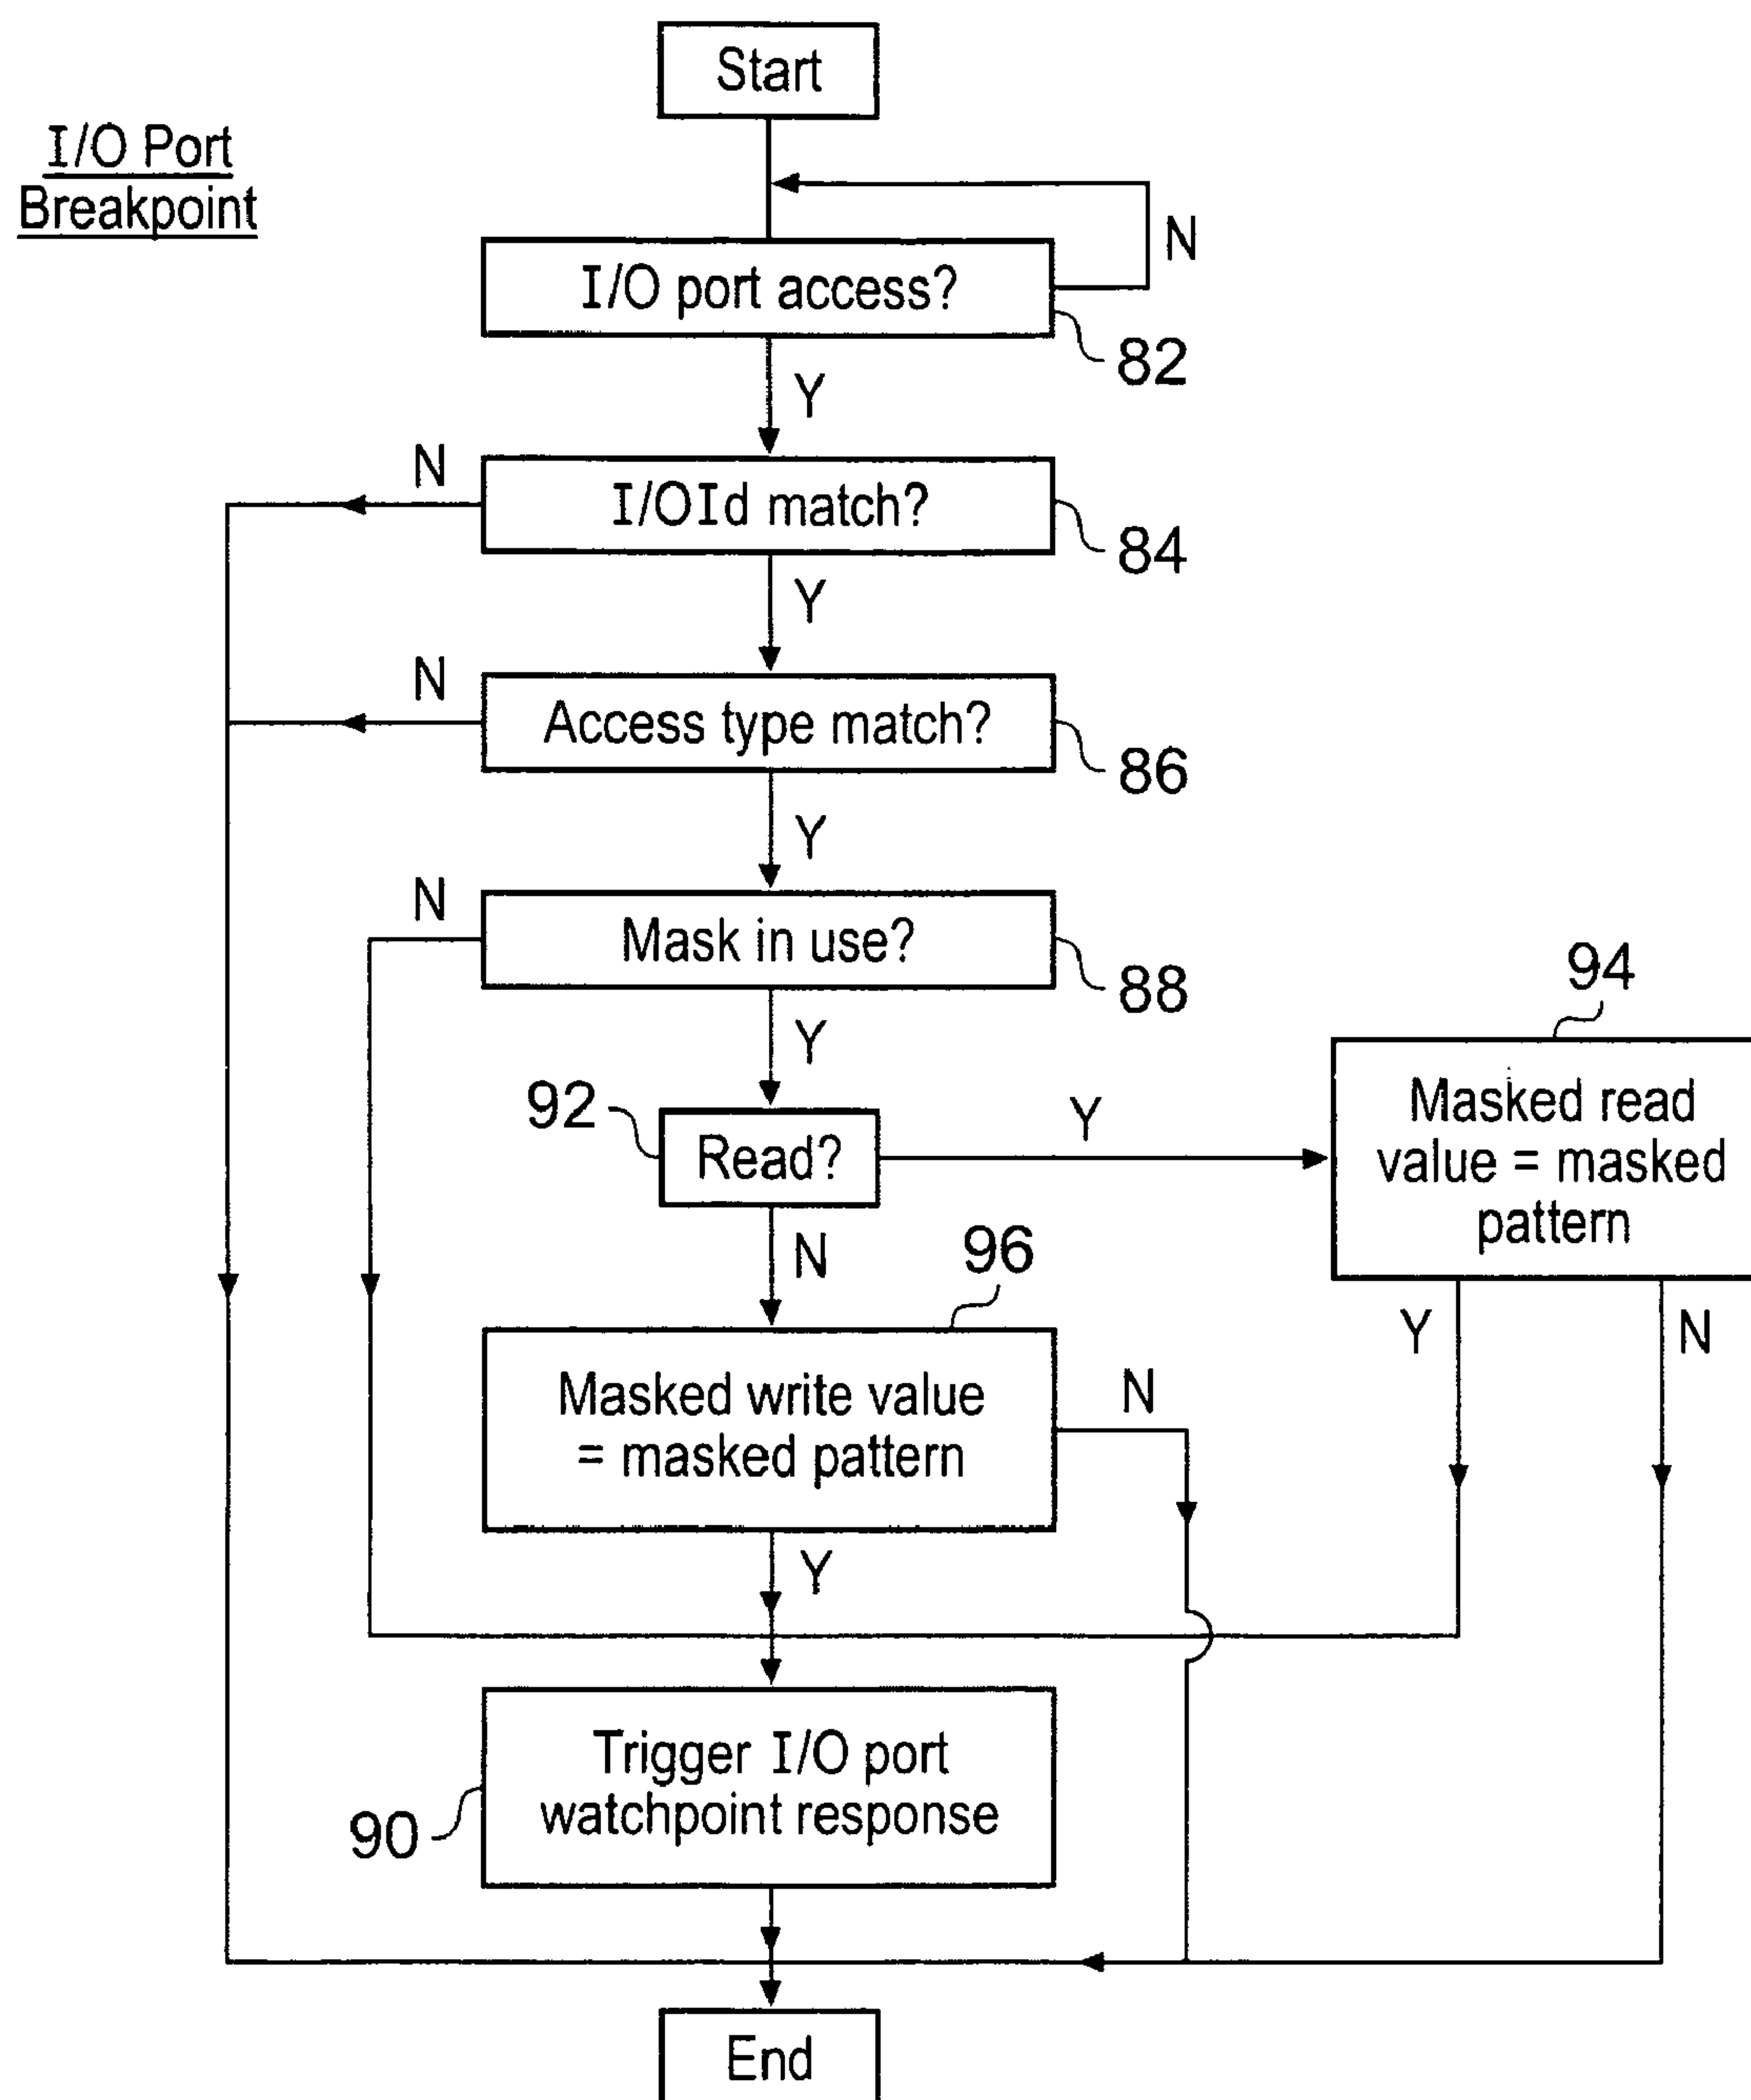 Start
I/O Port
Breakpoint
N
I/O port access?
82
Y
N
I/OId match?
84
Y
N
Access type match?
86
Y
N
Mask in use?
88
94
Y
92
Read?
Y
Masked read
value = masked
pattern
N
96
Y
N
Masked write value
= masked pattern
N
Y
Trigger I/O port
watchpoint response
90
End